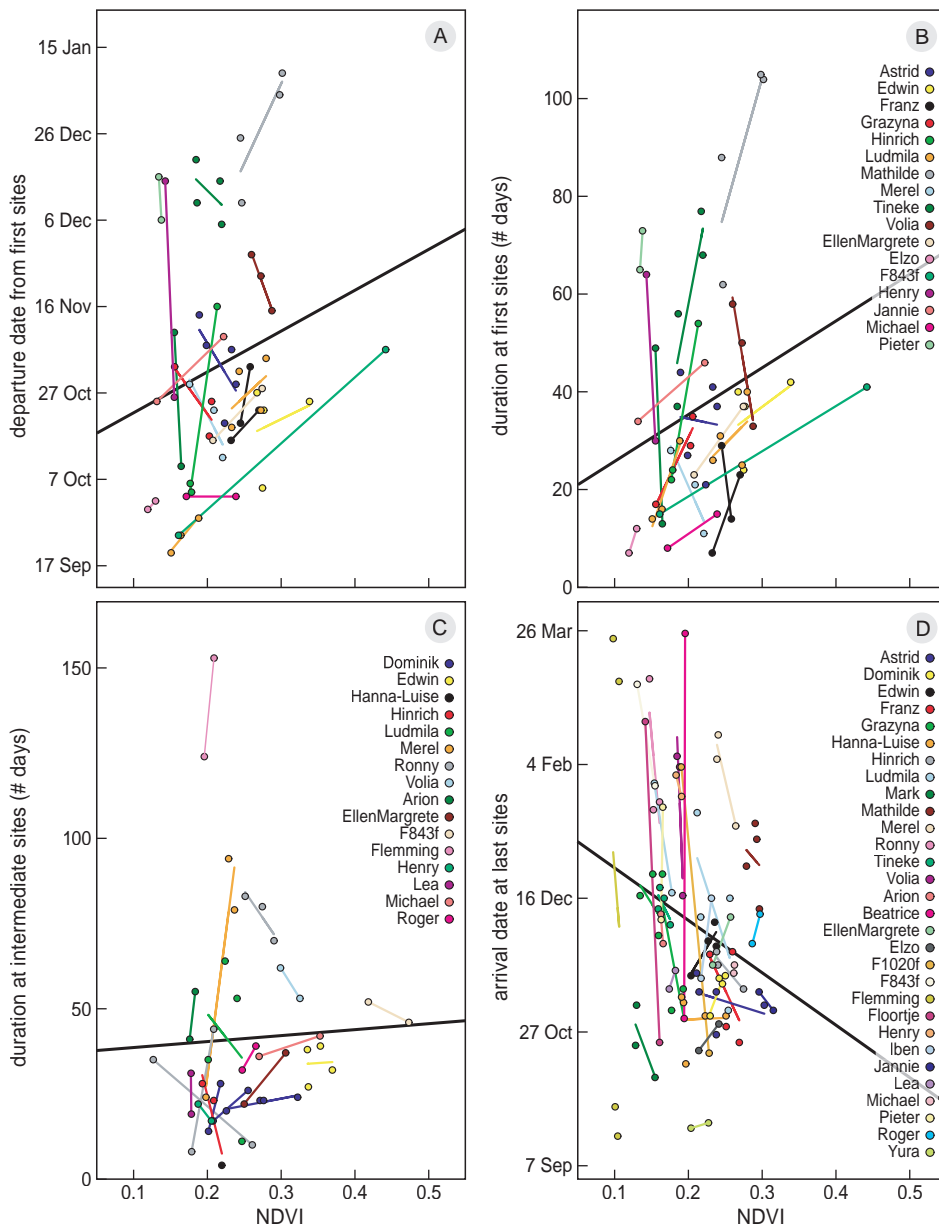 A
departure date from first sites
15 Jan
26 Dec
6 Dec
16 Nov
27 Oct
7 Oct
17 Sep
B
duration at first sites (# days)
100
80
60
40
20
0
Astrid
Edwin
Franz
Grazyna
Hinrich
Ludmila
Mathilde
Merel
Tineke
Volia
EllenMargrete
Elzo
F843f
Henry
Jannie
Michael
Pieter
C
duration at intermediate sites (# days)
150
100
50
0
Dominik
Edwin
Hanna-Luise
Hinrich
Ludmila
Merel
Ronny
Volia
Arion
EllenMargrete
F843f
Flemming
Henry
Lea
Michael
Roger
0.1 0.2 0.3 0.4 0.5
NDVI
D
arrival date at last sites
26 Mar
4 Feb
16 Dec
27 Oct
7 Sep
Astrid
Dominik
Edwin
Franz
Grazyna
Hanna-Luise
Hinrich
Ludmila
Mark
Mathilde
Merel
Ronny
Tineke
Volia
Arion
Beatrice
EllenMargrete
Elzo
F1020f
F843f
Flemming
Floortje
Henry
Iben
Jannie
Lea
Michael
Pieter
Roger
Yura
0.1 0.2 0.3 0.4 0.5
NDVI